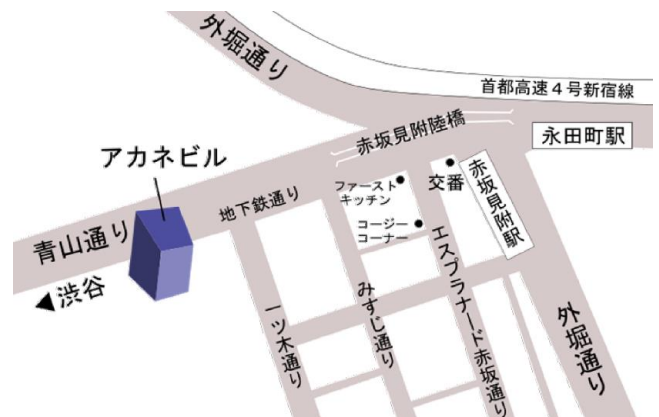 外堀通り
首都高速４号新宿線
赤坂見附陸橋
永田町駅
アカネビル
ファースト
キッチン
交番
赤坂見附駅
地下鉄通り
コージー
コーナー
青山通り
◀渋谷
一ツ木通り
みすじ通り
エスプラナード赤坂通り
外堀通り